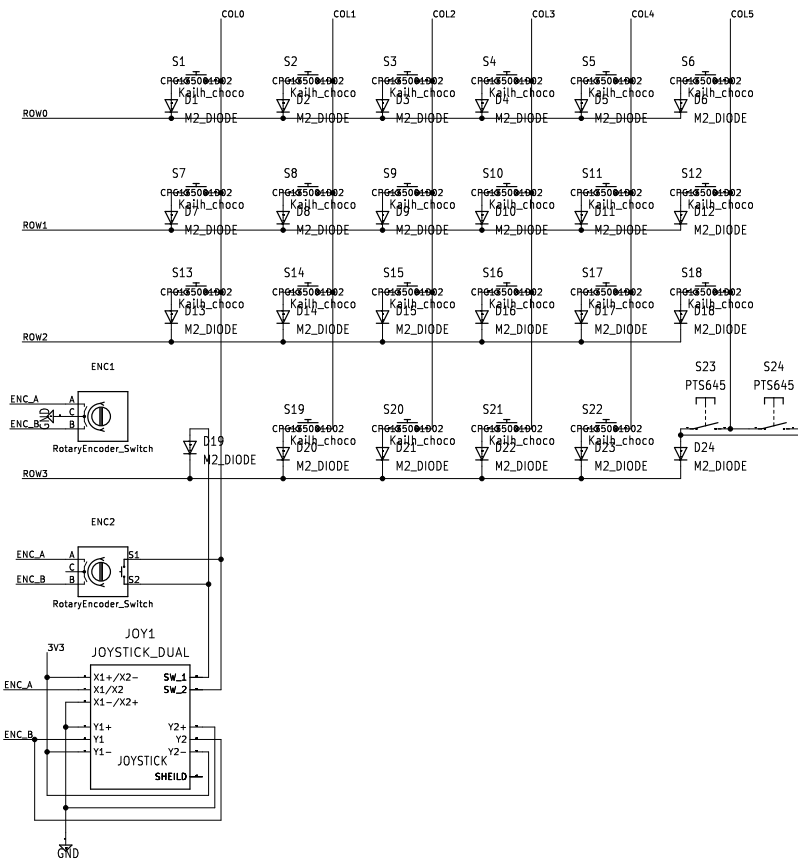 COL0 COL1 COL2 COL3 COL4 COL5
S1 S2 S3 S4 S5 S6
Kailh_choco Kailh_choco Kailh_choco Kailh_choco Kailh_choco Kailh_choco
D1 D2 D3 D4 D5 D6
ROW0 M2_DIODE M2_DIODE M2_DIODE M2_DIODE M2_DIODE M2_DIODE
S7 S8 S9 S10 S11 S12
Kailh_choco Kailh_choco Kailh_choco Kailh_choco Kailh_choco Kailh_choco
D7 D8 D9 D10 D11 D12
ROW1 M2_DIODE M2_DIODE M2_DIODE M2_DIODE M2_DIODE M2_DIODE
S13 S14 S15 S16 S17 S18
Kailh_choco Kailh_choco Kailh_choco Kailh_choco Kailh_choco Kailh_choco
D13 D14 D15 D16 D17 D18
M2_DIODE M2_DIODE M2_DIODE M2_DIODE M2_DIODE M2_DIODE
ROW2
ENC1 S23 S24
PTS645 PTS645
ENC_A A
GND C
ENC_B B
S19 S20 S21 S22
Kailh_choco Kailh_choco Kailh_choco Kailh_choco
RotaryEncoder_Switch
D19 D20 D21 D22 D23 D24
M2_DIODE M2_DIODE M2_DIODE M2_DIODE M2_DIODE M2_DIODE
ROW3
ENC2
ENC_A A S1
C
ENC_B B S2
RotaryEncoder_Switch
JOY1
JOYSTICK_DUAL
3V3
X1+/X2- SW_1
ENC_A X1/X2 SW_2
X1-/X2+
Y1+ Y2+
ENC_B Y1 Y2
Y1- Y2-
JOYSTICK
SHEILD
GND